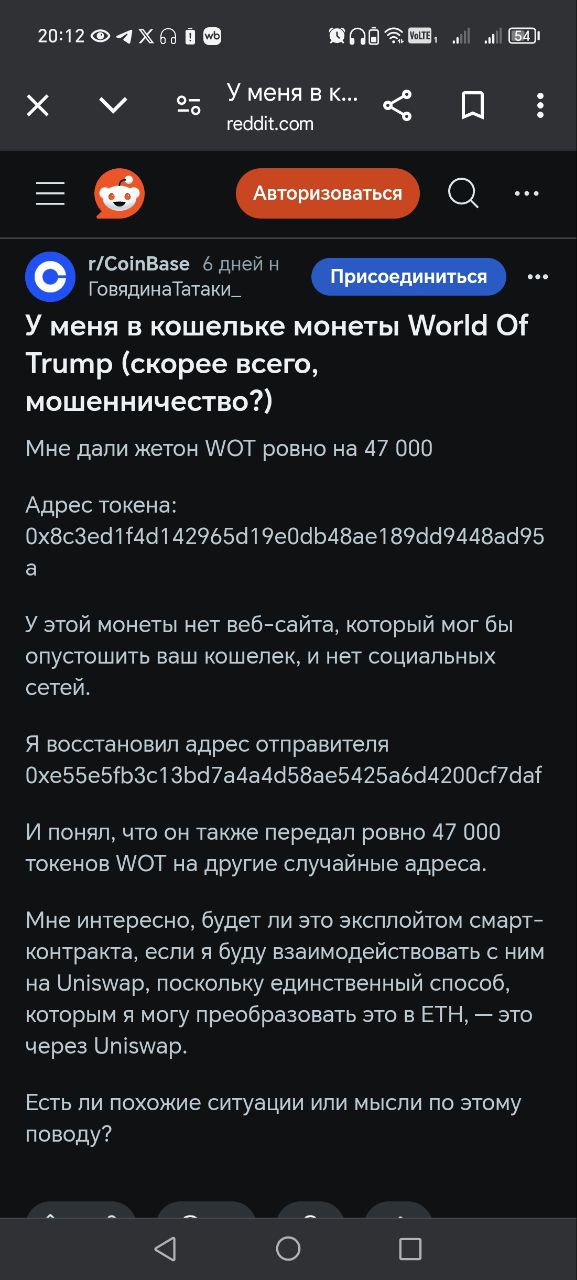 20:12
wb
VoLTE
54
У меня в к...
reddit.com
Авторизоваться
r/CoinBase 6 дней н
ГовядинаТатаки_
Присоединиться
У меня в кошельке монеты World Of
Trump (скорее всего,
мошенничество?)
Мне дали жетон WOT ровно на 47 000
Адрес токена:
0x8c3ed1f4d142965d19e0db48ae189dd9448ad95
a
У этой монеты нет веб-сайта, который мог бы
опустошить ваш кошелек, и нет социальных
сетей.
Я восстановил адрес отправителя
0xe55e5fb3c13bd7a4a4d58ae5425a6d4200cf7daf
И понял, что он также передал ровно 47 000
токенов WOT на другие случайные адреса.
Мне интересно, будет ли это эксплойтом смарт-
контракта, если я буду взаимодействовать с ним
на Uniswap, поскольку единственный способ,
которым я могу преобразовать это в ETH, — это
через Uniswap.
Есть ли похожие ситуации или мысли по этому
поводу?